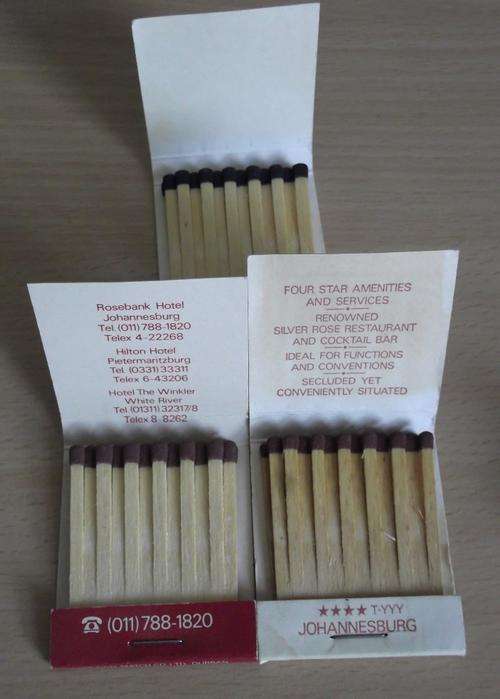 Rosebank Hotel
Johannesburg
Tel. (011) 788-1820
Telex 4-22268
Hilton Hotel
Pietermaritzburg
Tel. (0331) 33311
Telex 6-43206
Hotel The Winkler
White River
Tel (01311) 32317/8
Telex 8-8262
☎ (011) 788-1820
FOUR STAR AMENITIES
AND SERVICES
RENOWNED
SILVER ROSE RESTAURANT
AND COCKTAIL BAR
IDEAL FOR FUNCTIONS
AND CONVENTIONS
SECLUDED YET
CONVENIENTLY SITUATED
★★★★ T·YYY
JOHANNESBURG